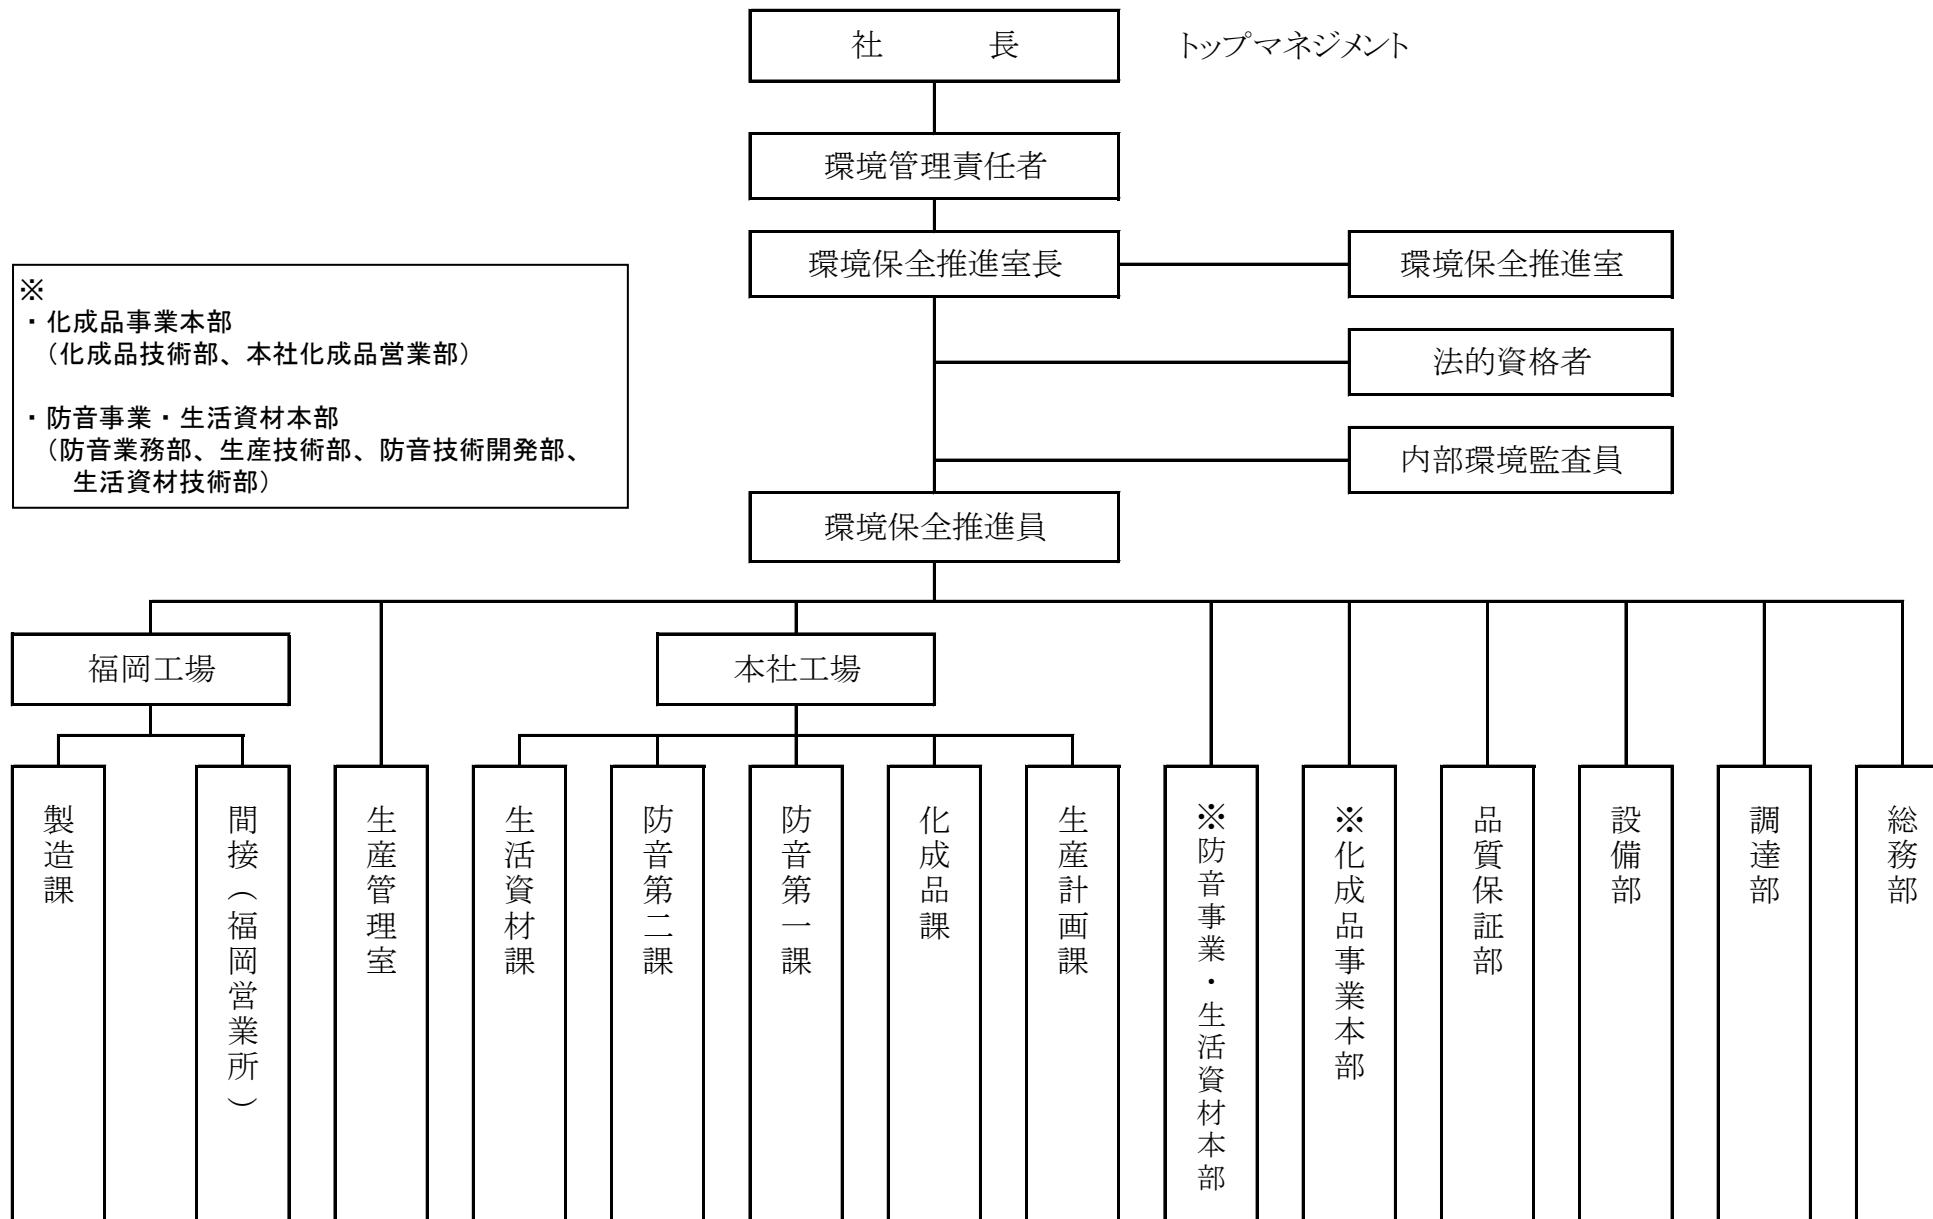 社　　　長
トップマネジメント
環境管理責任者
環境保全推進室長
環境保全推進室
※
・化成品事業本部
（化成品技術部、本社化成品営業部）
・防音事業・生活資材本部
（防音業務部、生産技術部、防音技術開発部、
生活資材技術部）
法的資格者
内部環境監査員
環境保全推進員
福岡工場
本社工場
製造課
間接（福岡営業所）
生産管理室
生活資材課
防音第二課
防音第一課
化成品課
生産計画課
※防音事業・生活資材本部
※化成品事業本部
品質保証部
設備部
調達部
総務部